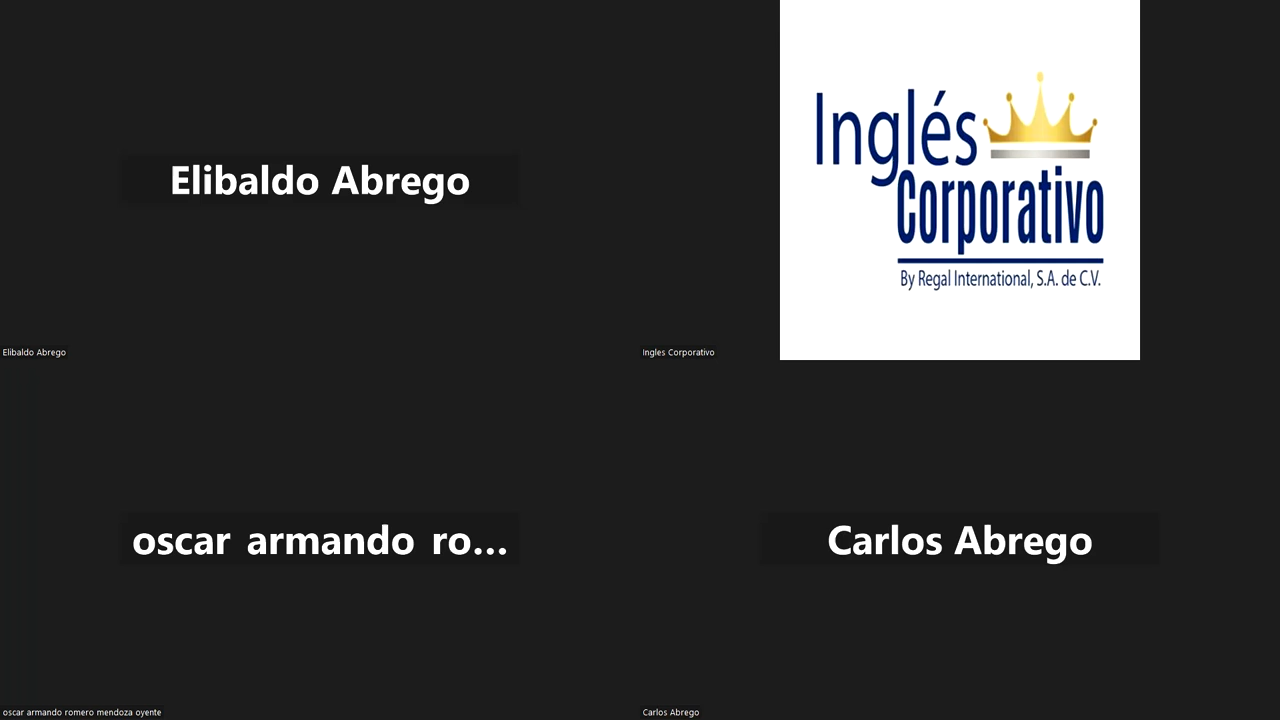 Elibaldo Abrego
Elibaldo Abrego
Inglés
Corporativo
By Regal International, S.A. de C.V.
Ingles Corporativo
oscar armando ro...
oscar armando romero mendoza oyente
Carlos Abrego
Carlos Abrego